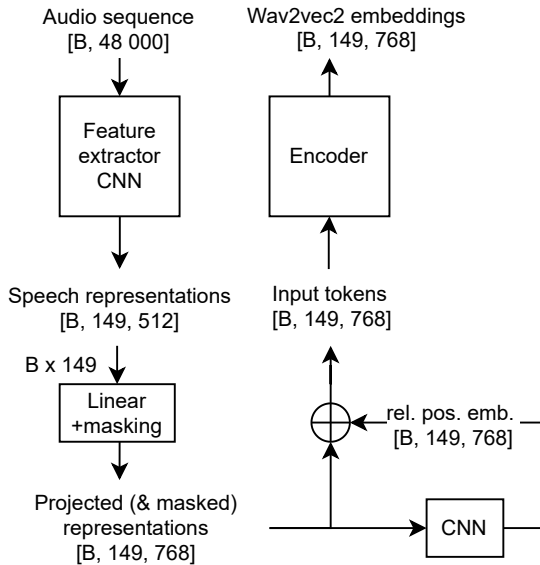 Audio sequence
[B, 48 000]
Feature
extractor
CNN
Speech representations
[B, 149, 512]
B x 149
Linear
+masking
Projected (& masked)
representations
[B, 149, 768]
CNN
rel. pos. emb.
[B, 149, 768]
Input tokens
[B, 149, 768]
Encoder
Wav2vec2 embeddings
[B, 149, 768]